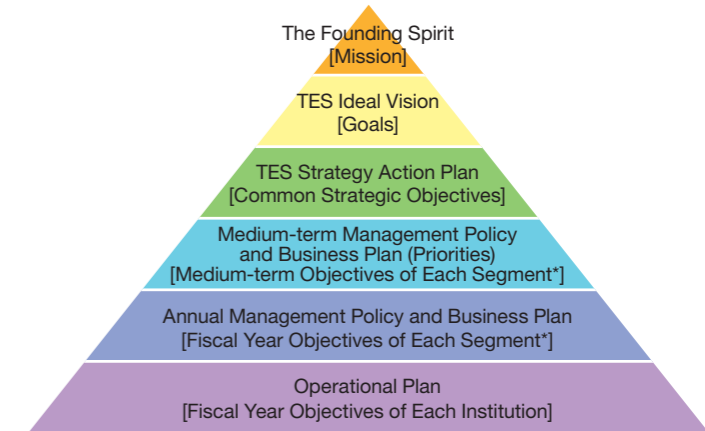 The Founding Spirit
[Mission]
TES Ideal Vision
[Goals]
TES Strategy Action Plan
[Common Strategic Objectives]
Medium-term Management Policy
and Business Plan (Priorities)
[Medium-term Objectives of Each Segment*]
Annual Management Policy and Business Plan
[Fiscal Year Objectives of Each Segment*]
Operational Plan
[Fiscal Year Objectives of Each Institution]